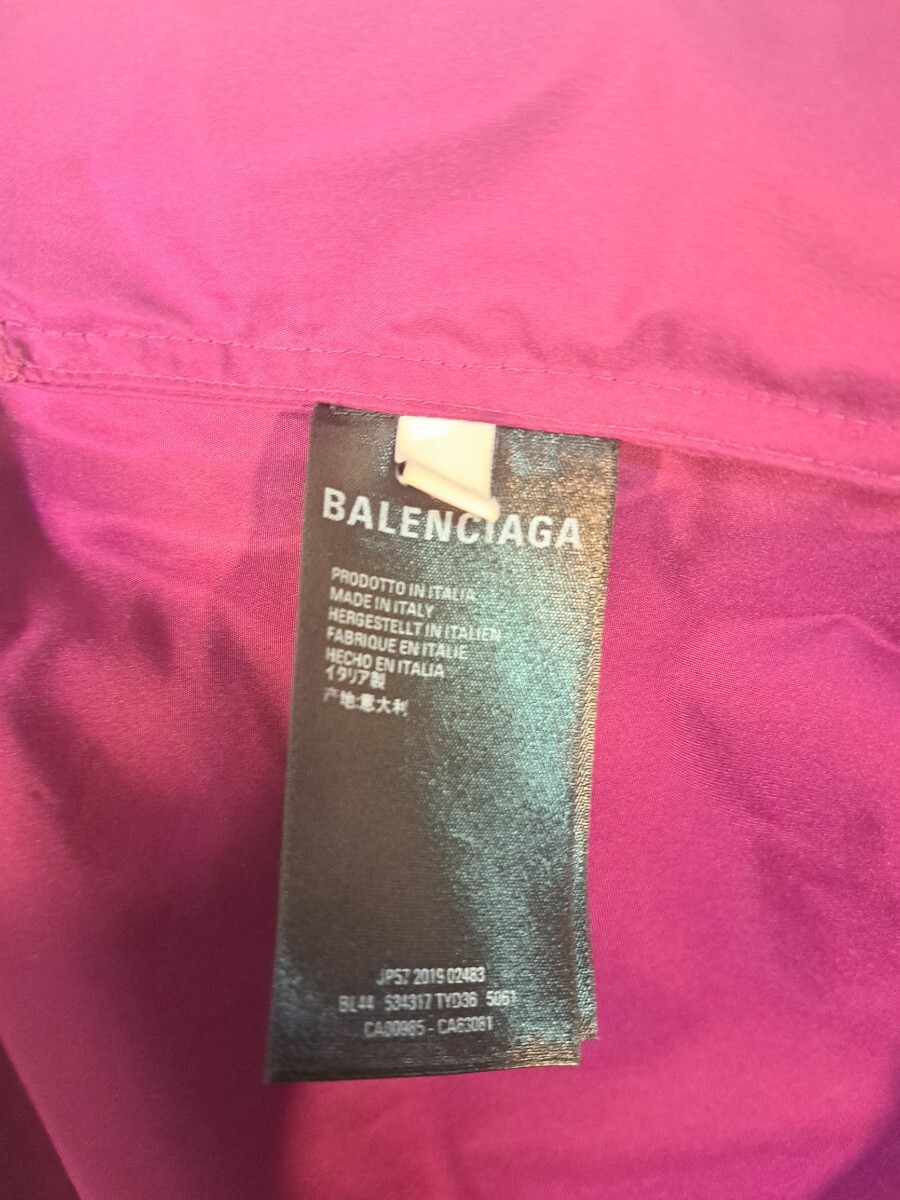 BALENCIAGA
PRODOTTO IN ITALIA
MADE IN ITALY
HERGESTELLT IN ITALIEN
FABRIQUE EN ITALIE
HECHO EN ITALIA
イタリア製
产地:意大利
JP57 2019 02483
BL44 534317 TYD36 5061
CA00965 - CA63081